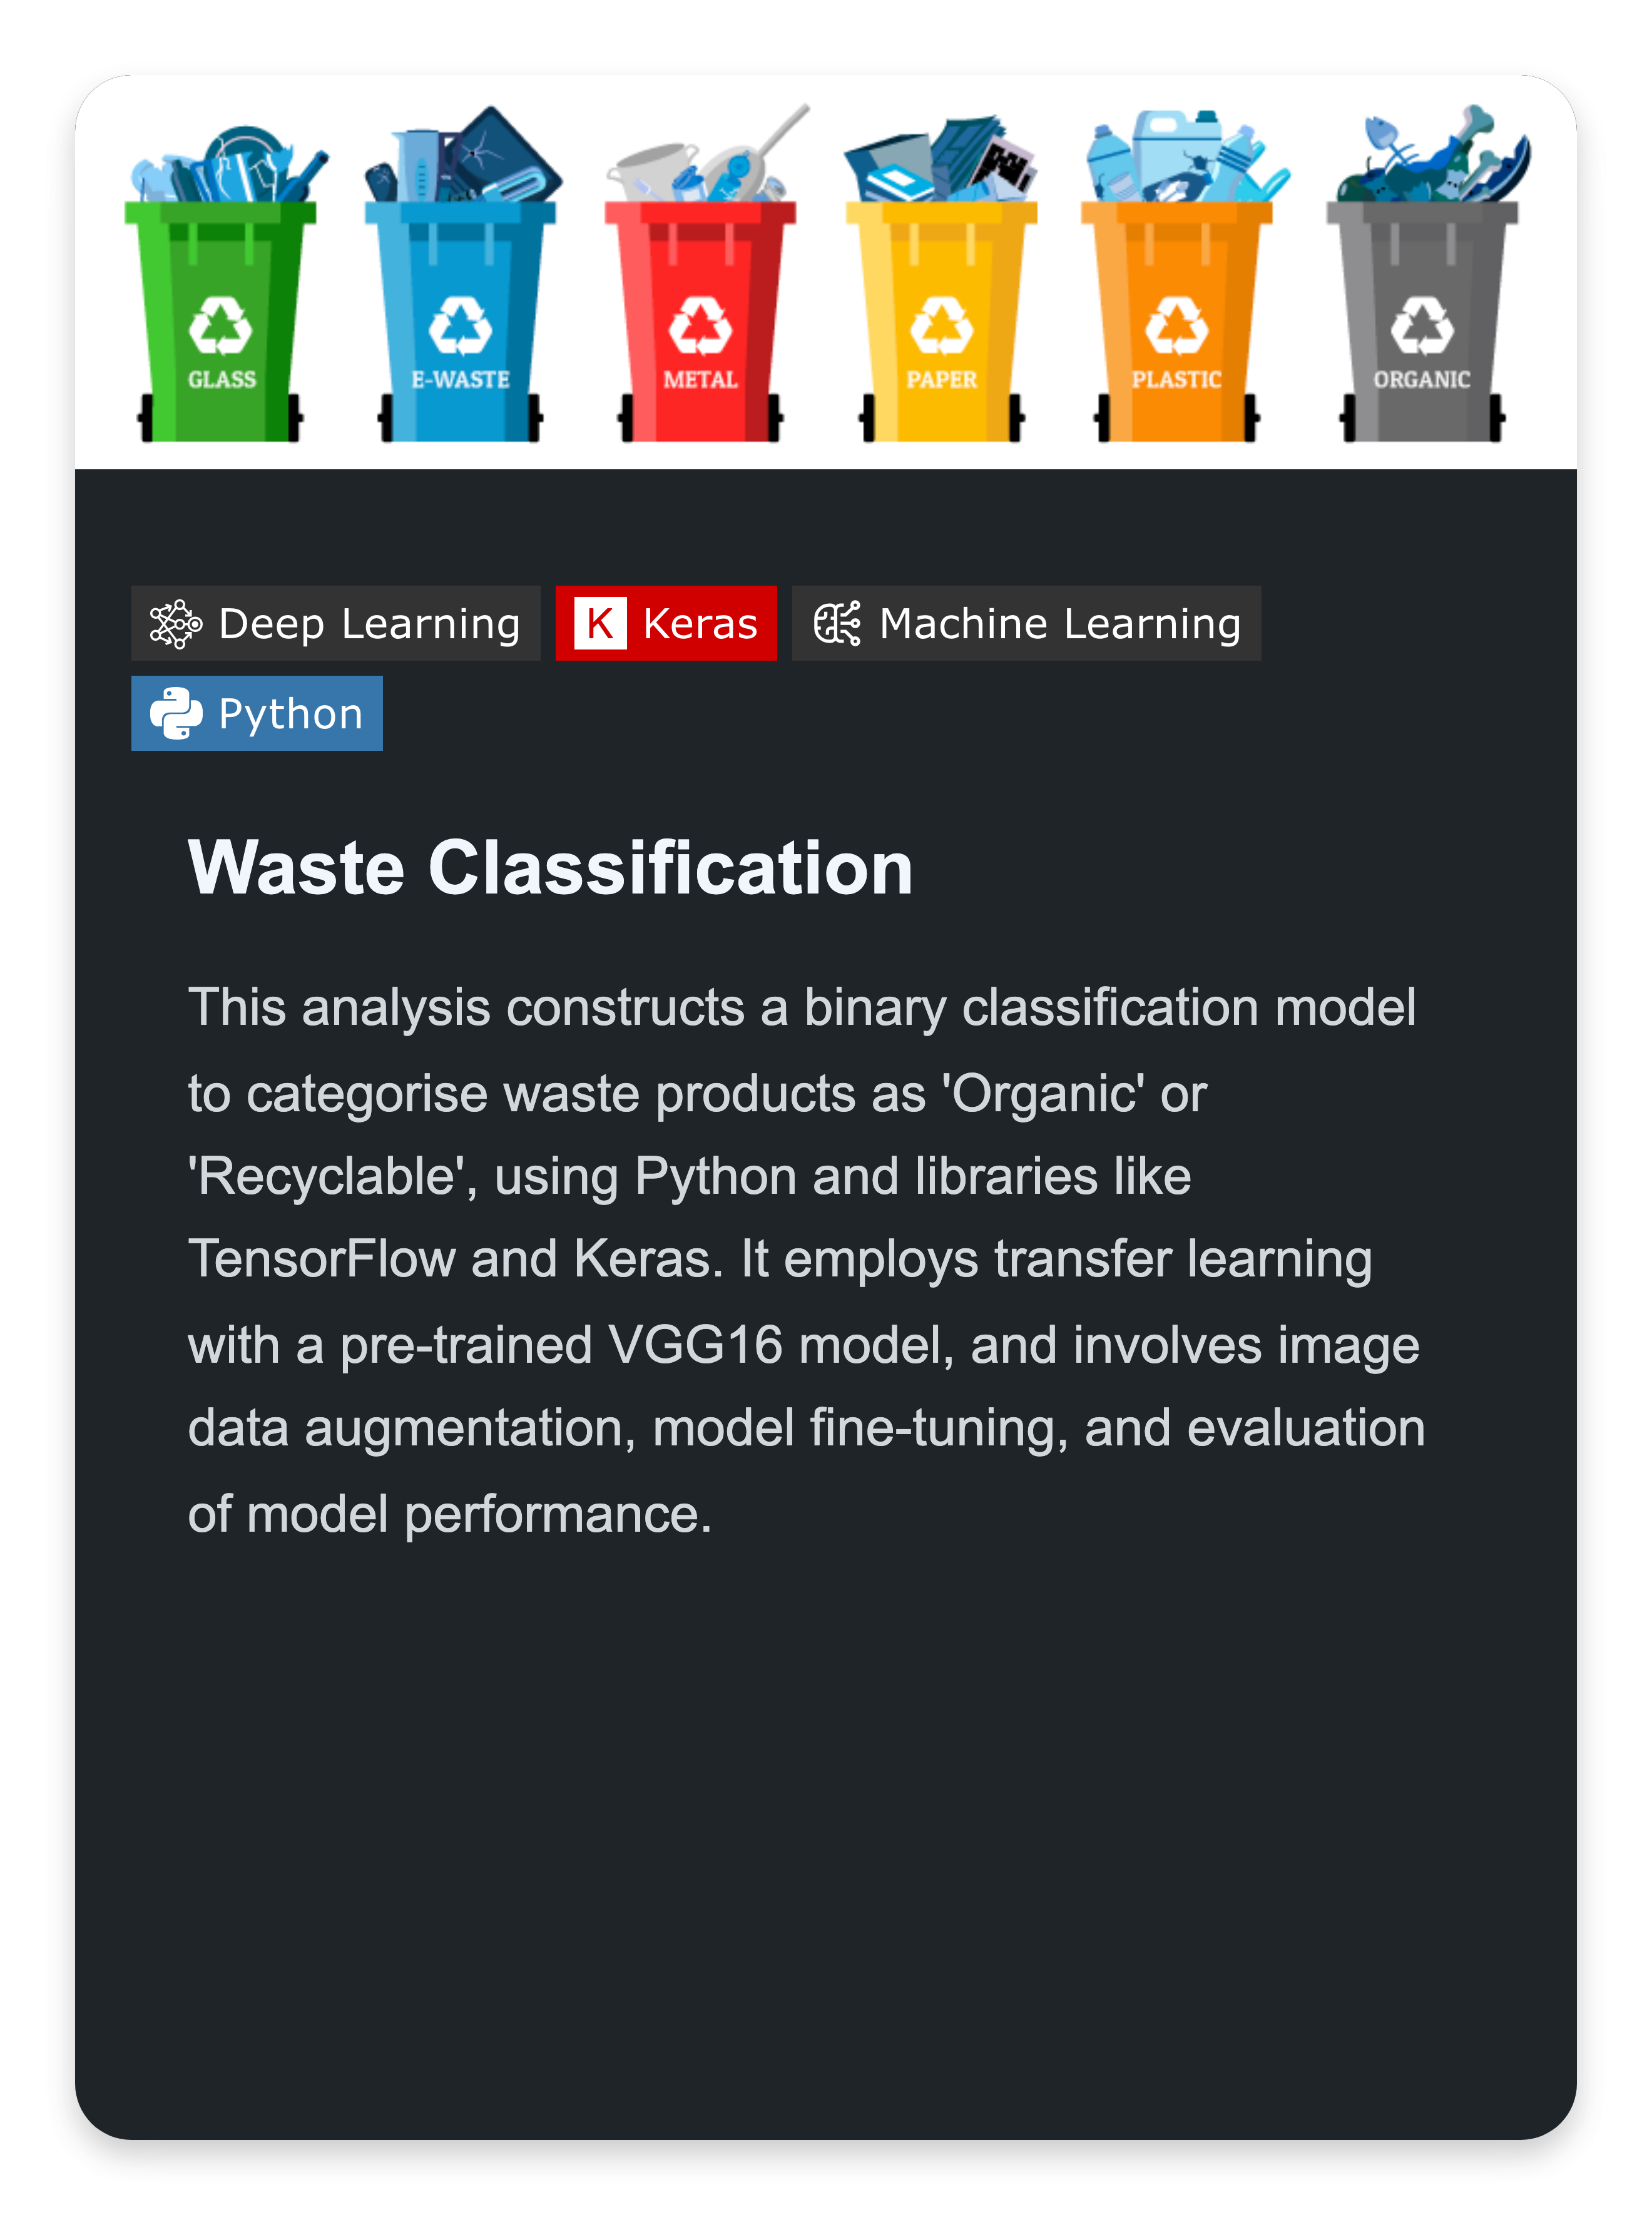 GLASS E-WASTE METAL PAPER PLASTIC ORGANIC
Deep Learning K Keras Machine Learning
Python
Waste Classification
This analysis constructs a binary classification model
to categorise waste products as 'Organic' or
'Recyclable', using Python and libraries like
TensorFlow and Keras. It employs transfer learning
with a pre-trained VGG16 model, and involves image
data augmentation, model fine-tuning, and evaluation
of model performance.